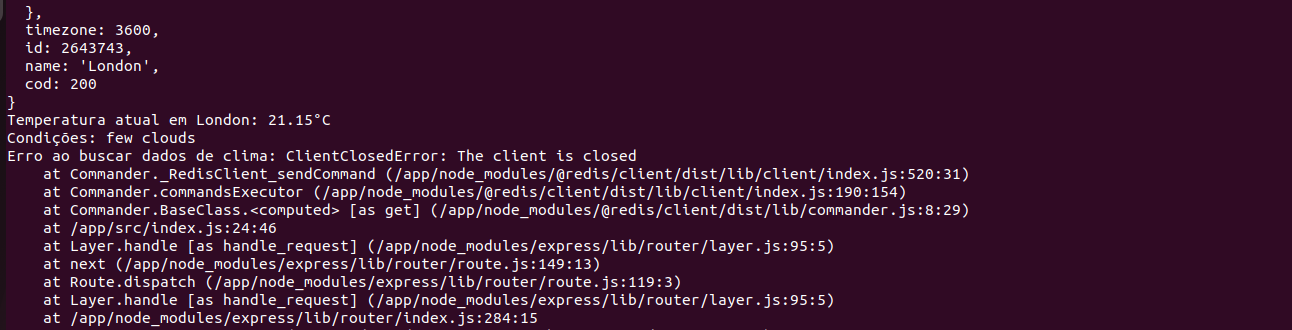 },
  timezone: 3600,
  id: 2643743,
  name: 'London',
  cod: 200
}
Temperatura atual em London: 21.15°C
Condições: few clouds
Erro ao buscar dados de clima: ClientClosedError: The client is closed
    at Commander._RedisClient_sendCommand (/app/node_modules/@redis/client/dist/lib/client/index.js:520:31)
    at Commander.commandsExecutor (/app/node_modules/@redis/client/dist/lib/client/index.js:190:154)
    at Commander.BaseClass.<computed> [as get] (/app/node_modules/@redis/client/dist/lib/commander.js:8:29)
    at /app/src/index.js:24:46
    at Layer.handle [as handle_request] (/app/node_modules/express/lib/router/layer.js:95:5)
    at next (/app/node_modules/express/lib/router/route.js:149:13)
    at Route.dispatch (/app/node_modules/express/lib/router/route.js:119:3)
    at Layer.handle [as handle_request] (/app/node_modules/express/lib/router/layer.js:95:5)
    at /app/node_modules/express/lib/router/index.js:284:15